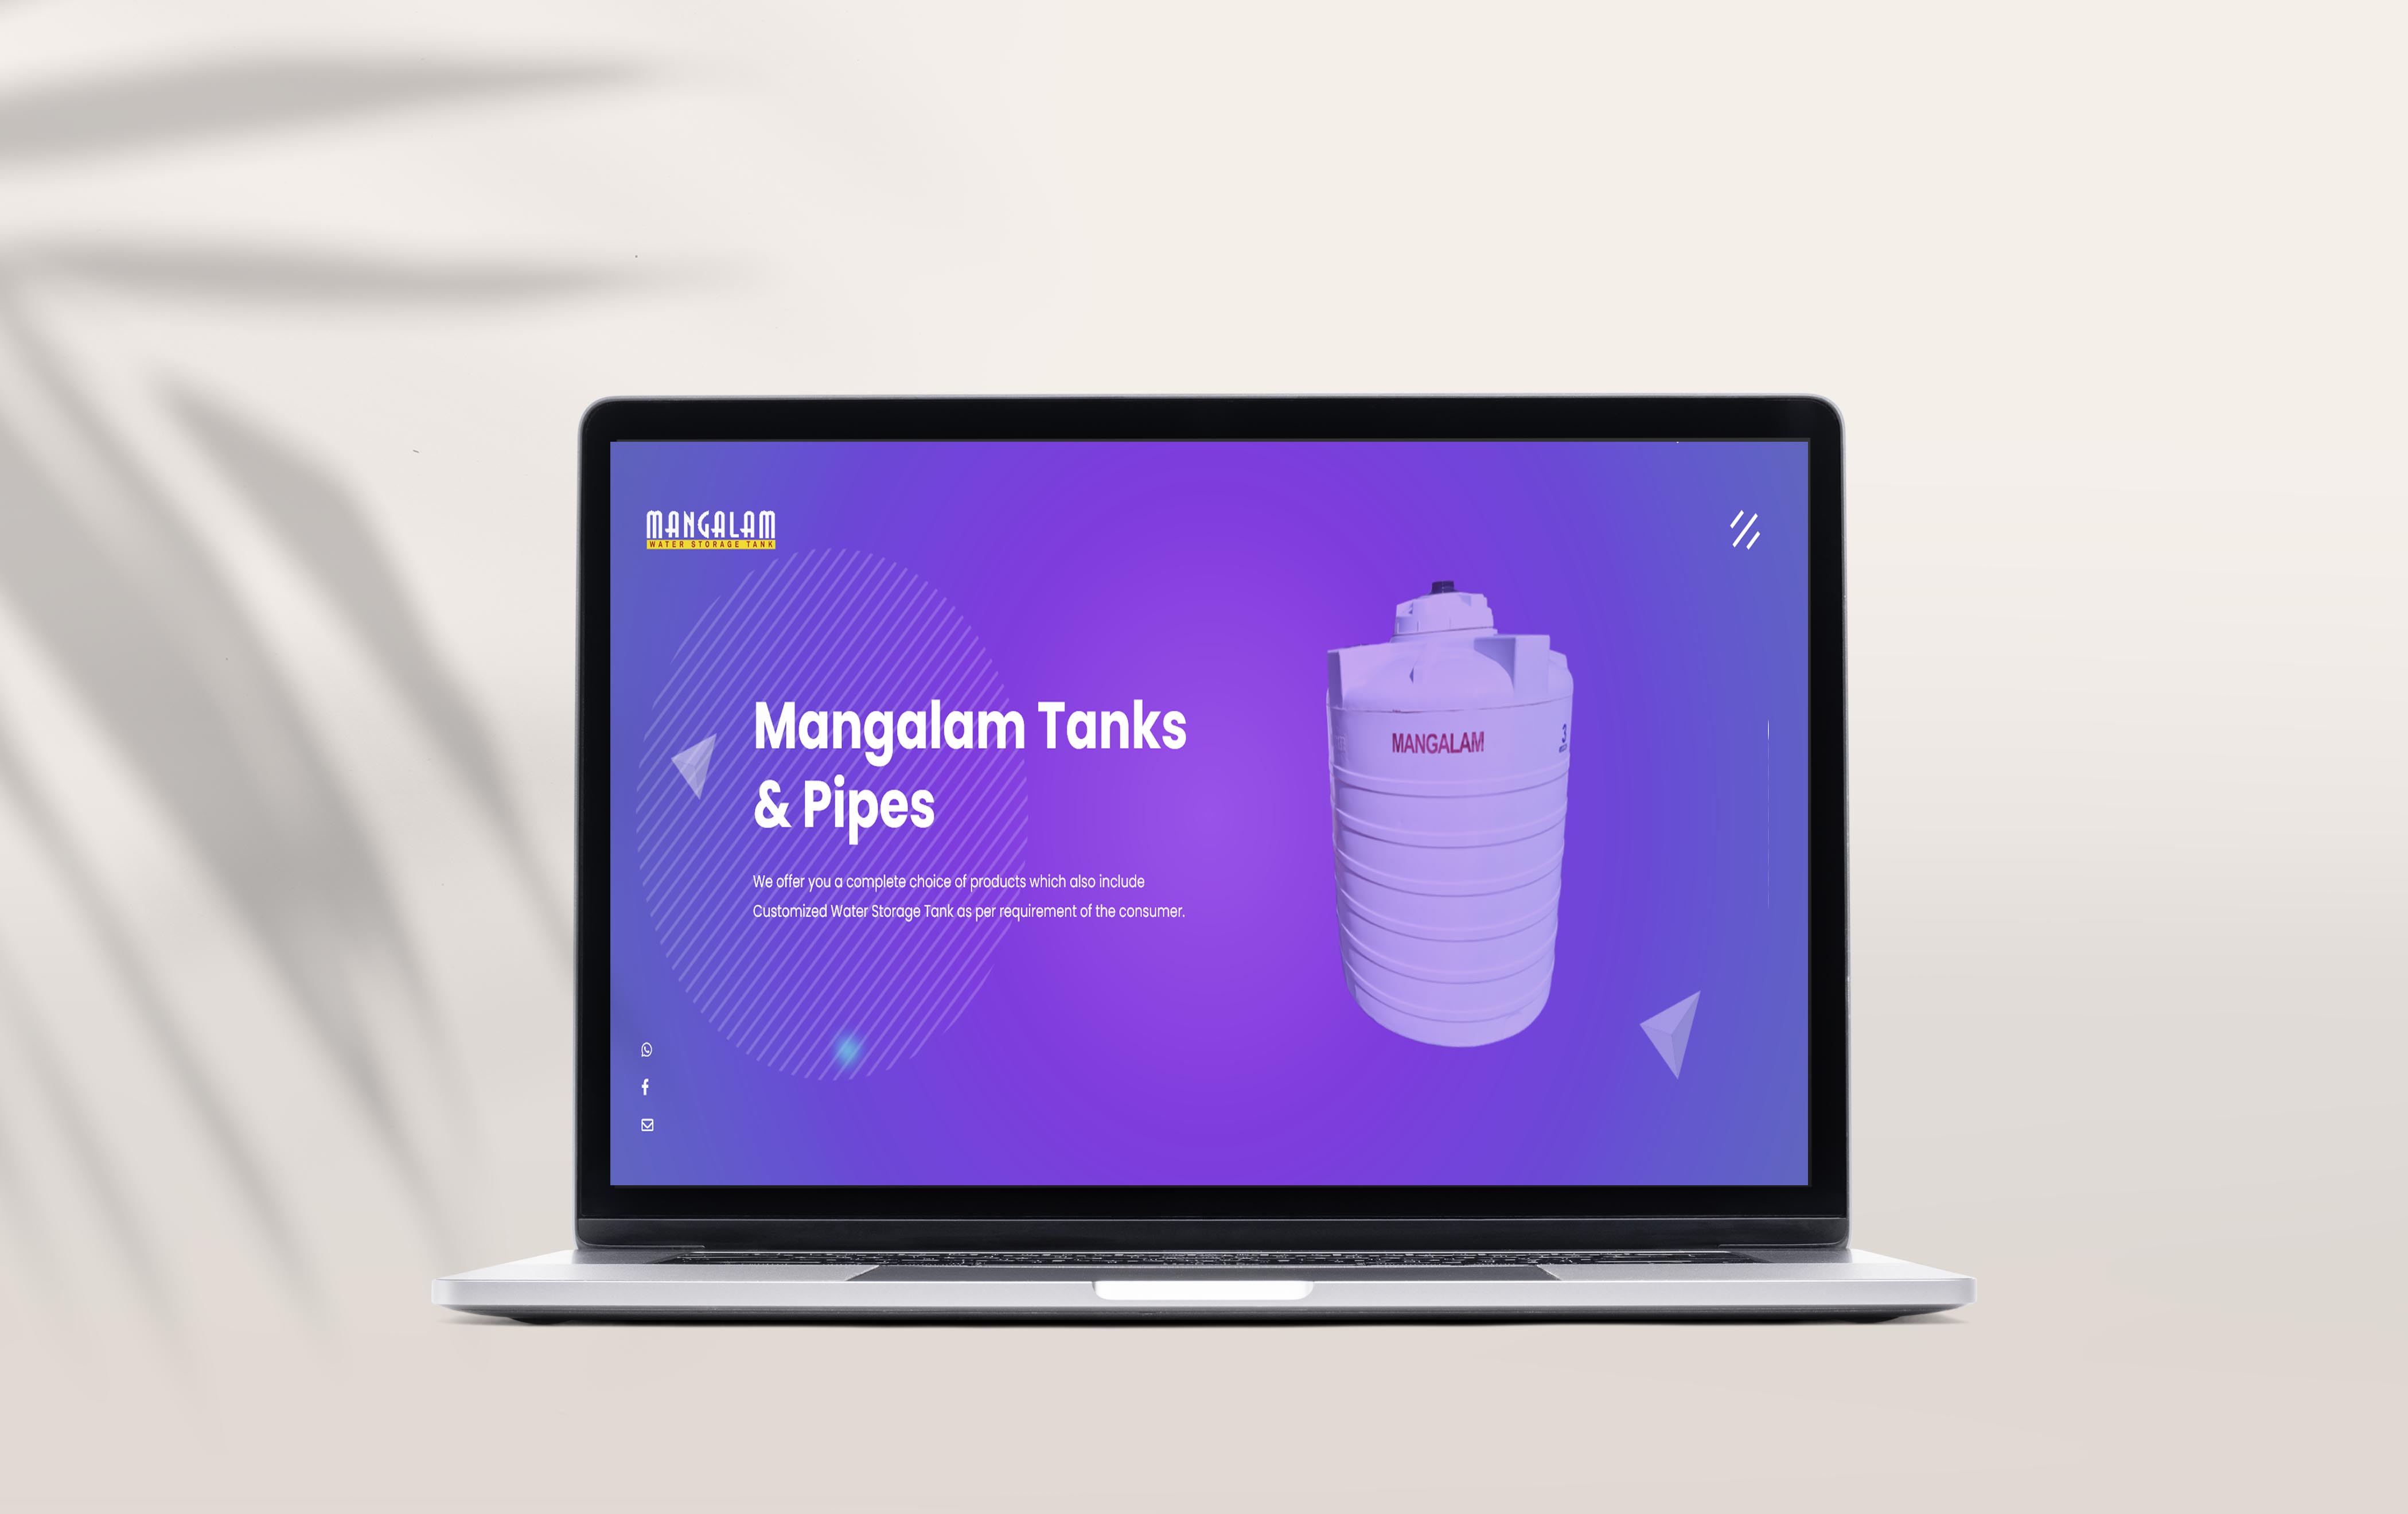 MANGALAM
WATER STORAGE TANK
Mangalam Tanks
& Pipes
We offer you a complete choice of products which also include
Customized Water Storage Tank as per requirement of the consumer.
MANGALAM
3